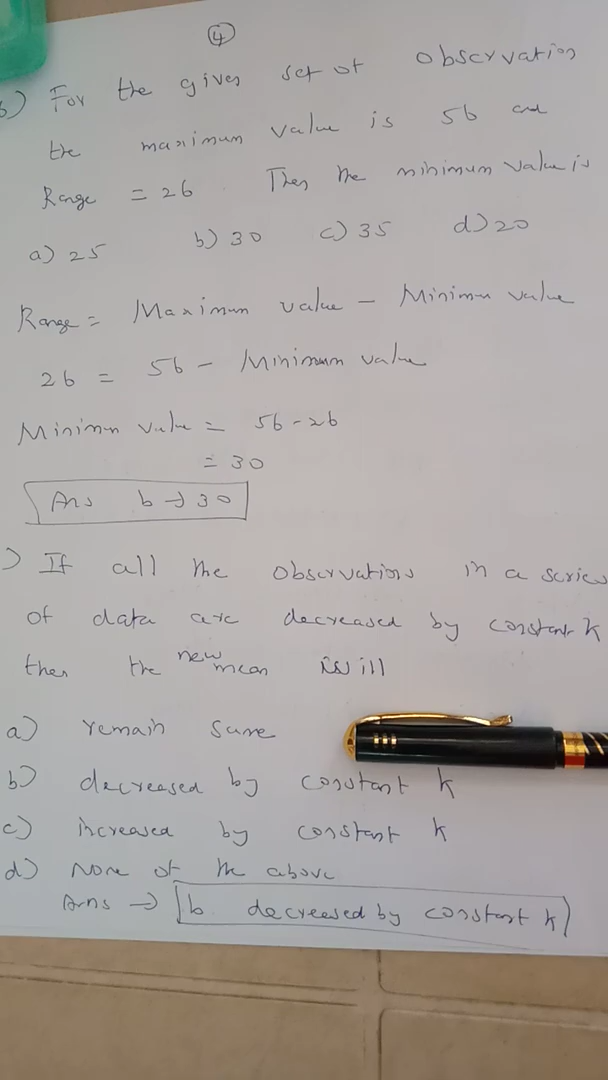 4
6) For the given set of observation
the maximum value is 56 and
Range = 26 Then the minimum value is
a) 25 b) 30 c) 35 d) 20
Range = Maximum value - Minimum value
26 = 56 - Minimum value
Minimum value = 56-26
= 30
Ans b → 30
) If all the observations in a series
of data are decreased by constant k
then the new mean will
a) remain same
b) decreased by constant k
c) increased by constant k
d) None of the above
Ans → b decreased by constant k